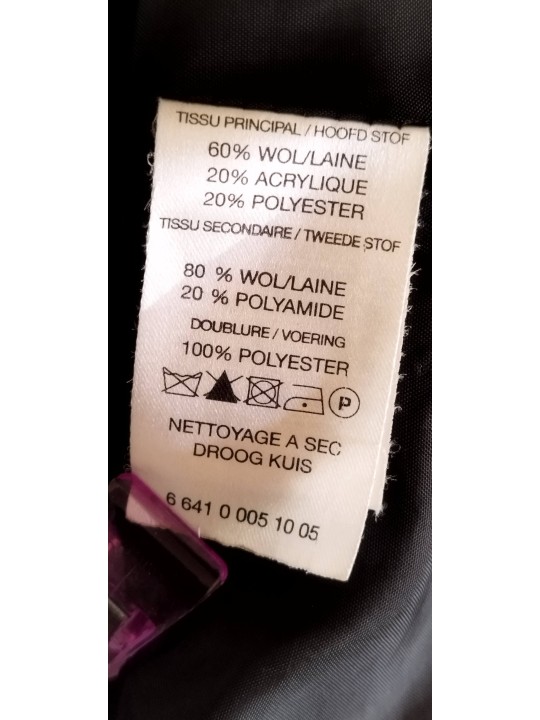 TISSU PRINCIPAL / HOOFD STOF
60% WOL/LAINE
20% ACRYLIQUE
20% POLYESTER
TISSU SECONDAIRE / TWEEDE STOF
80 % WOL/LAINE
20 % POLYAMIDE
DOUBLURE / VOERING
100% POLYESTER
P
NETTOYAGE A SEC
DROOG KUIS
6 641 0 005 10 05